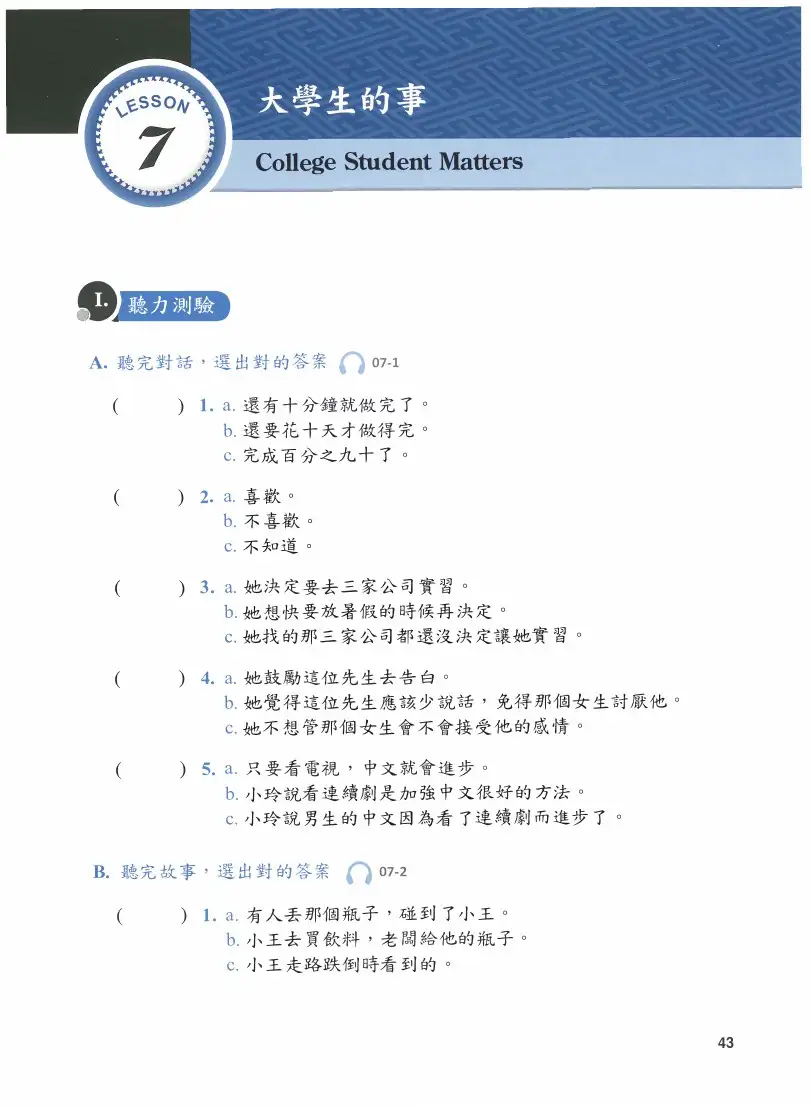 LESSON
7
大學生的事
College Student Matters
I. 聽力測驗
A. 聽完對話，選出對的答案 07-1
( ) 1. a. 還有十分鐘就做完了。
b. 還要花十天才做得完。
c. 完成百分之九十了。
( ) 2. a. 喜歡。
b. 不喜歡。
c. 不知道。
( ) 3. a. 她決定要去三家公司實習。
b. 她想快要放暑假的時候再決定。
c. 她找的那三家公司都還沒決定讓她實習。
( ) 4. a. 她鼓勵這位先生去告白。
b. 她覺得這位先生應該少說話，免得那個女生討厭他。
c. 她不想管那個女生會不會接受他的感情。
( ) 5. a. 只要看電視，中文就會進步。
b. 小玲說看連續劇是加強中文很好的方法。
c. 小玲說男生的中文因為看了連續劇而進步了。
B. 聽完故事，選出對的答案 07-2
( ) 1. a. 有人丟那個瓶子，碰到了小王。
b. 小王去買飲料，老闆給他的瓶子。
c. 小王走路跌倒時看到的。
43